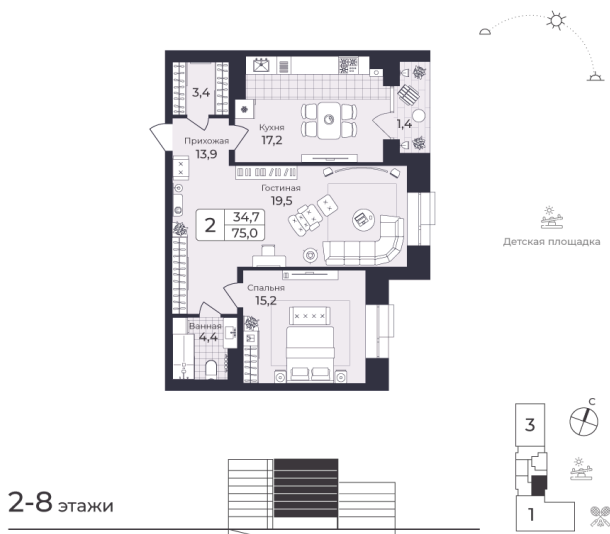 3,4
Кухня
17,2
1,4
Прихожая
13,9
Гостиная
19,5
2
34,7
75,0
Детская площадка
Спальня
15,2
Ванная
4,4
С
3
1
2-8 этажи